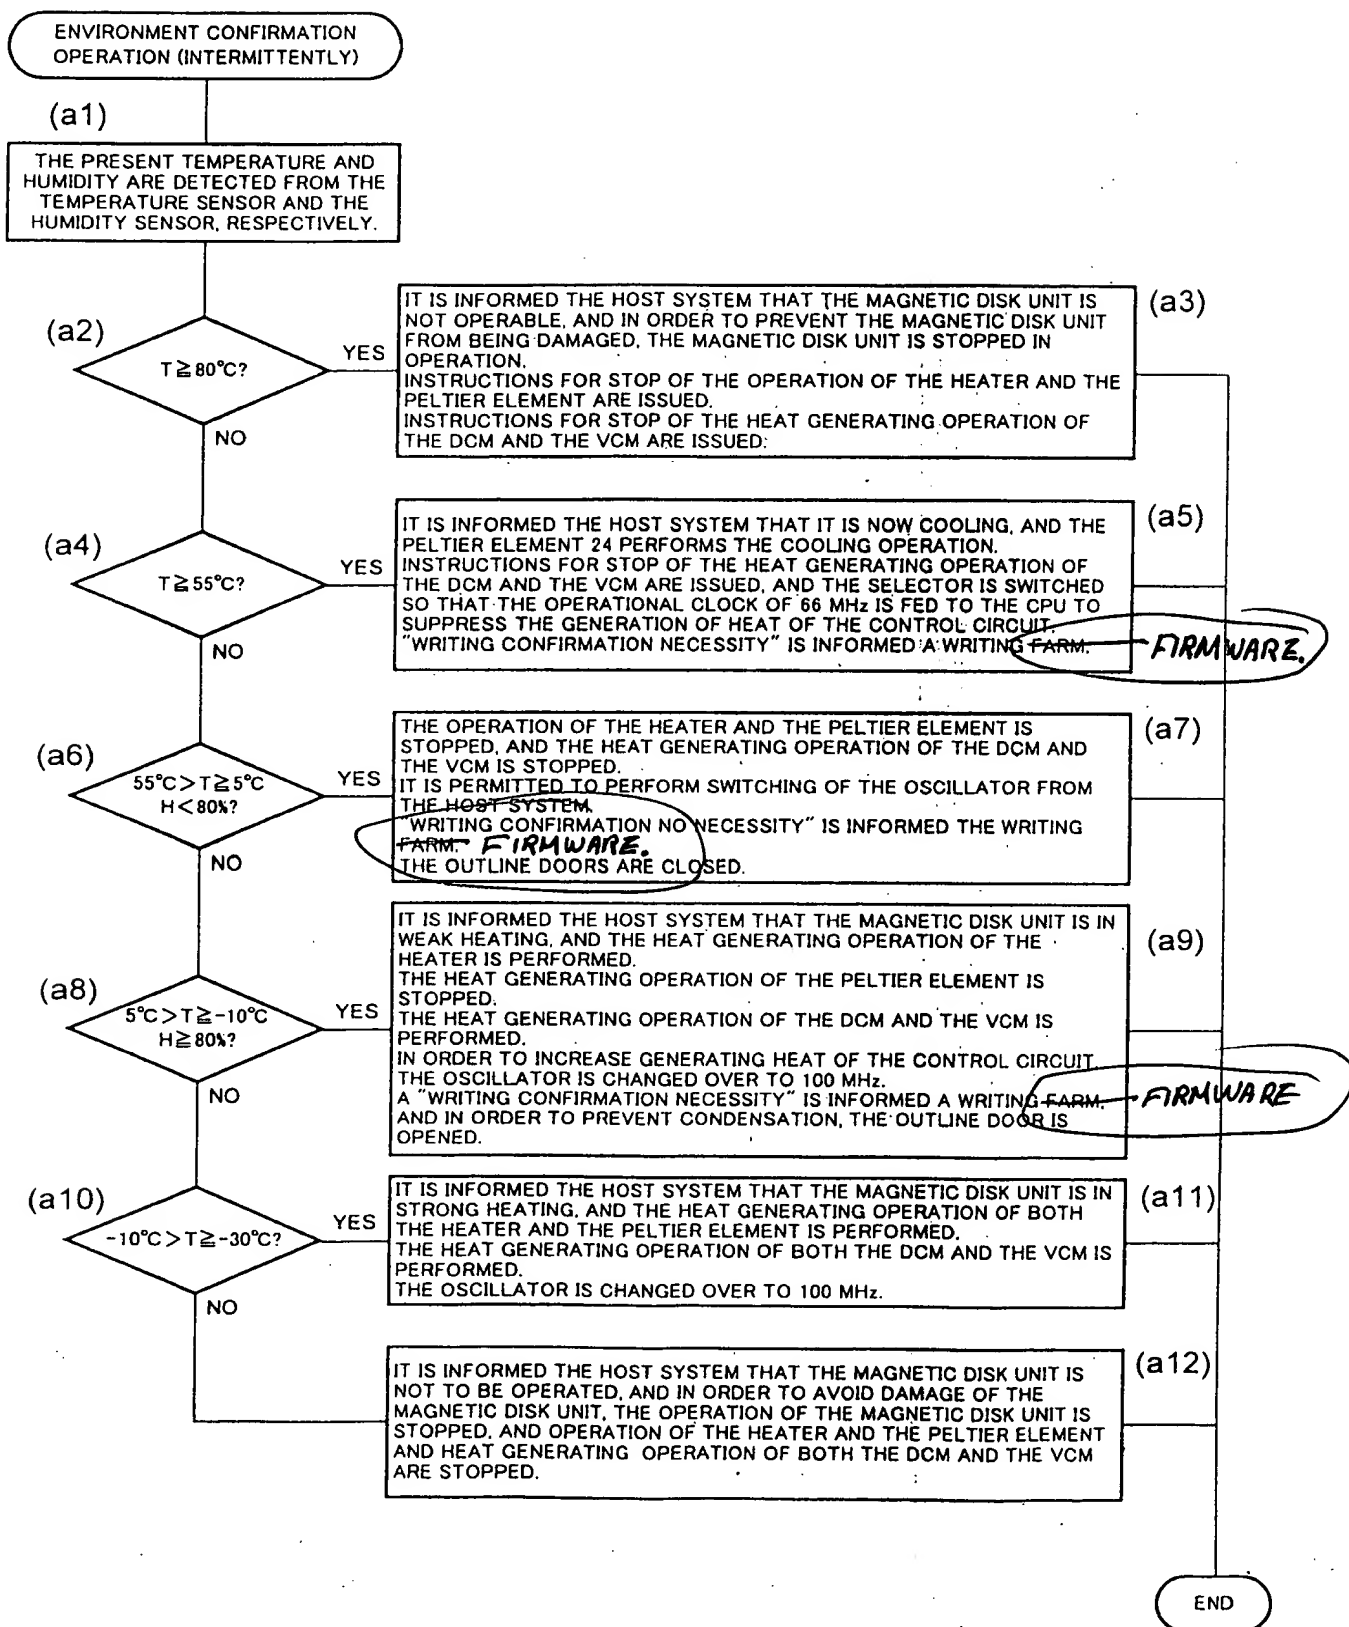 ENVIRONMENT CONFIRMATION
OPERATION (INTERMITTENTLY)
(a1)
THE PRESENT TEMPERATURE AND
HUMIDITY ARE DETECTED FROM THE
TEMPERATURE SENSOR AND THE
HUMIDITY SENSOR, RESPECTIVELY.
(a2)
T≧80°C?
YES
NO
(a3)
IT IS INFORMED THE HOST SYSTEM THAT THE MAGNETIC DISK UNIT IS
NOT OPERABLE, AND IN ORDER TO PREVENT THE MAGNETIC DISK UNIT
FROM BEING DAMAGED, THE MAGNETIC DISK UNIT IS STOPPED IN
OPERATION.
INSTRUCTIONS FOR STOP OF THE OPERATION OF THE HEATER AND THE
PELTIER ELEMENT ARE ISSUED.
INSTRUCTIONS FOR STOP OF THE HEAT GENERATING OPERATION OF
THE DCM AND THE VCM ARE ISSUED.
(a4)
T≧55°C?
YES
NO
(a5)
IT IS INFORMED THE HOST SYSTEM THAT IT IS NOW COOLING, AND THE
PELTIER ELEMENT 24 PERFORMS THE COOLING OPERATION.
INSTRUCTIONS FOR STOP OF THE HEAT GENERATING OPERATION OF
THE DCM AND THE VCM ARE ISSUED, AND THE SELECTOR IS SWITCHED
SO THAT THE OPERATIONAL CLOCK OF 66 MHz IS FED TO THE CPU TO
SUPPRESS THE GENERATION OF HEAT OF THE CONTROL CIRCUIT.
"WRITING CONFIRMATION NECESSITY" IS INFORMED A WRITING FARM. FIRMWARE.
(a6)
55°C>T≧5°C
H<80%?
YES
NO
(a7)
THE OPERATION OF THE HEATER AND THE PELTIER ELEMENT IS
STOPPED, AND THE HEAT GENERATING OPERATION OF THE DCM AND
THE VCM IS STOPPED.
IT IS PERMITTED TO PERFORM SWITCHING OF THE OSCILLATOR FROM
THE HOST SYSTEM.
"WRITING CONFIRMATION NO NECESSITY" IS INFORMED THE WRITING
FARM. FIRMWARE.
THE OUTLINE DOORS ARE CLOSED.
(a8)
5°C>T≧-10°C
H≧80%?
YES
NO
(a9)
IT IS INFORMED THE HOST SYSTEM THAT THE MAGNETIC DISK UNIT IS IN
WEAK HEATING, AND THE HEAT GENERATING OPERATION OF THE
HEATER IS PERFORMED.
THE HEAT GENERATING OPERATION OF THE PELTIER ELEMENT IS
STOPPED.
THE HEAT GENERATING OPERATION OF THE DCM AND THE VCM IS
PERFORMED.
IN ORDER TO INCREASE GENERATING HEAT OF THE CONTROL CIRCUIT,
THE OSCILLATOR IS CHANGED OVER TO 100 MHz.
A "WRITING CONFIRMATION NECESSITY" IS INFORMED A WRITING FARM, FIRMWARE
AND IN ORDER TO PREVENT CONDENSATION, THE OUTLINE DOOR IS
OPENED.
(a10)
-10°C>T≧-30°C?
YES
NO
(a11)
IT IS INFORMED THE HOST SYSTEM THAT THE MAGNETIC DISK UNIT IS IN
STRONG HEATING, AND THE HEAT GENERATING OPERATION OF BOTH
THE HEATER AND THE PELTIER ELEMENT IS PERFORMED.
THE HEAT GENERATING OPERATION OF BOTH THE DCM AND THE VCM IS
PERFORMED.
THE OSCILLATOR IS CHANGED OVER TO 100 MHz.
(a12)
IT IS INFORMED THE HOST SYSTEM THAT THE MAGNETIC DISK UNIT IS
NOT TO BE OPERATED, AND IN ORDER TO AVOID DAMAGE OF THE
MAGNETIC DISK UNIT, THE OPERATION OF THE MAGNETIC DISK UNIT IS
STOPPED, AND OPERATION OF THE HEATER AND THE PELTIER ELEMENT
AND HEAT GENERATING OPERATION OF BOTH THE DCM AND THE VCM
ARE STOPPED.
END